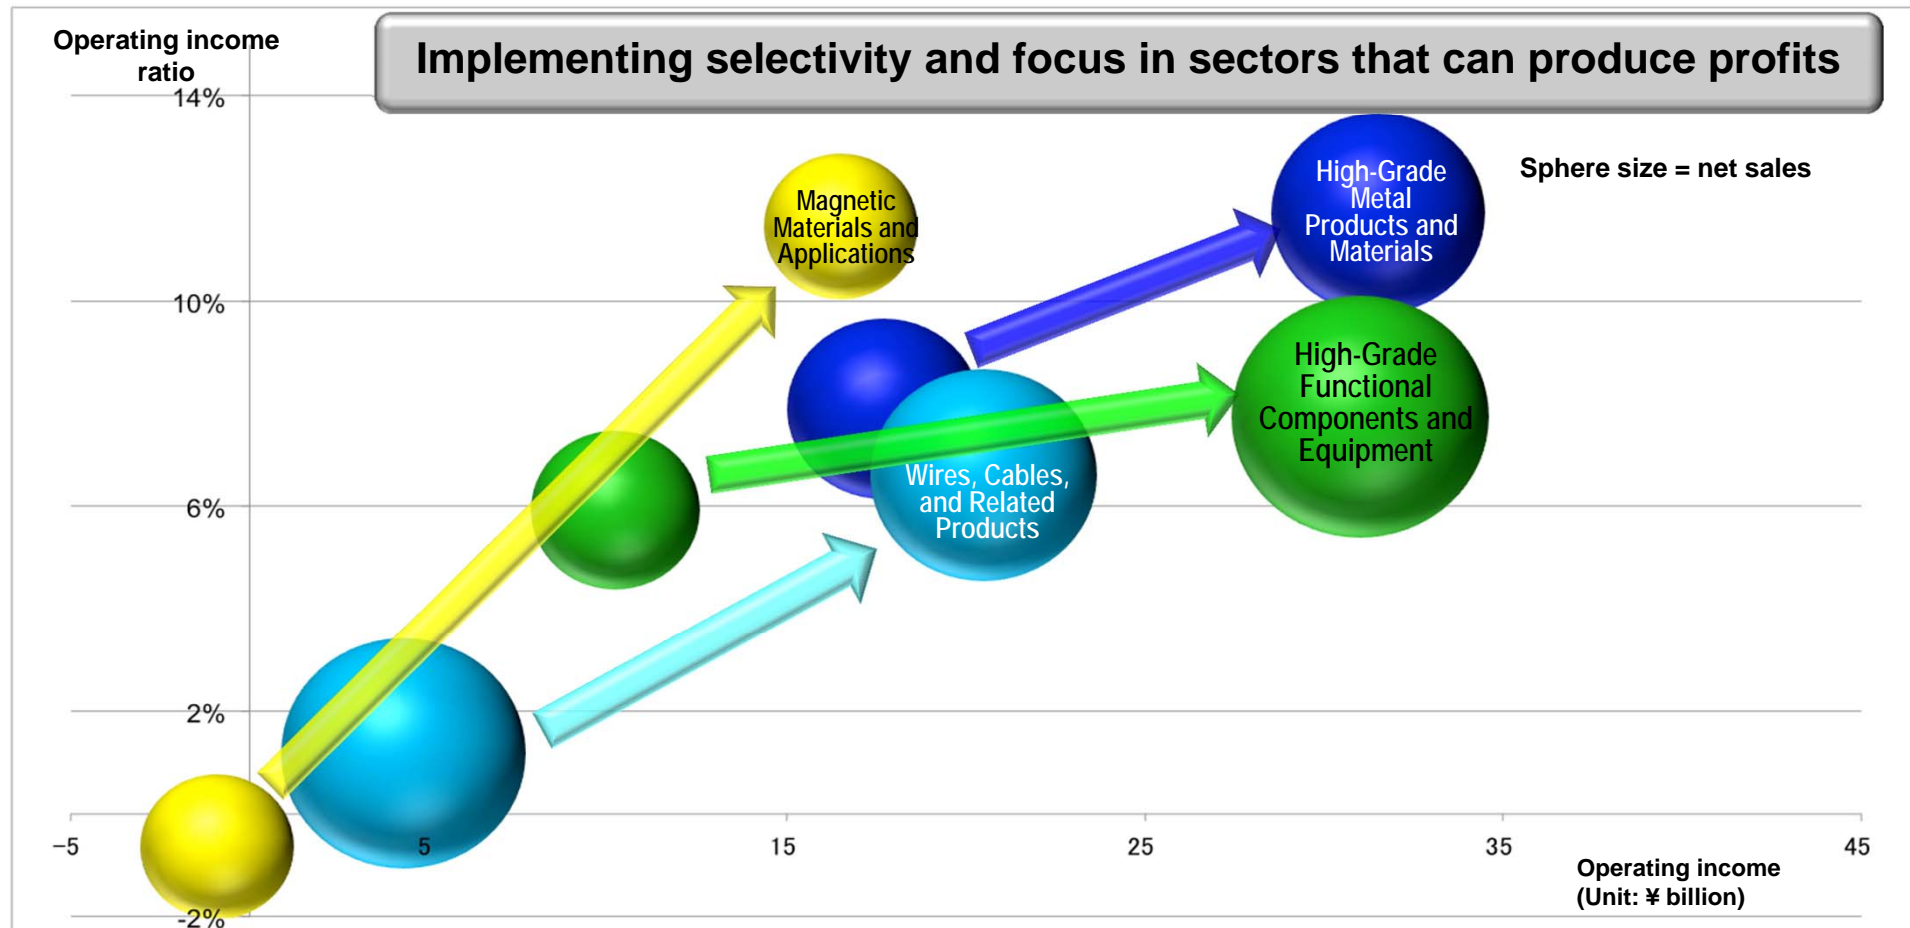 Operating income
ratio
Implementing selectivity and focus in sectors that can produce profits
14%
Sphere size = net sales
High-Grade
Metal
Products and
Materials
Magnetic
Materials and
Applications
10%
High-Grade
Functional
Components and
Equipment
Wires, Cables,
and Related
Products
6%
2%
-5
5
15
25
35
45
Operating income
(Unit: ¥ billion)
-2%